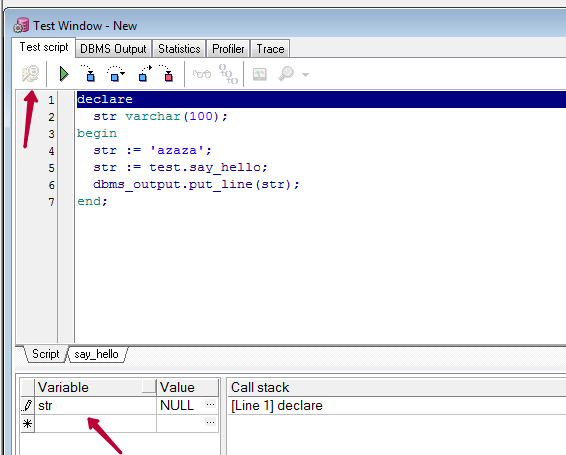 Test Window - New
Test script DBMS Output Statistics Profiler Trace
1 declare
2 str varchar(100);
3 begin
4 str := 'azaza';
5 str := test.say_hello;
6 dbms_output.put_line(str);
7 end;
Script say_hello
Variable Value Call stack
str NULL ... [Line 1] declare
* ...